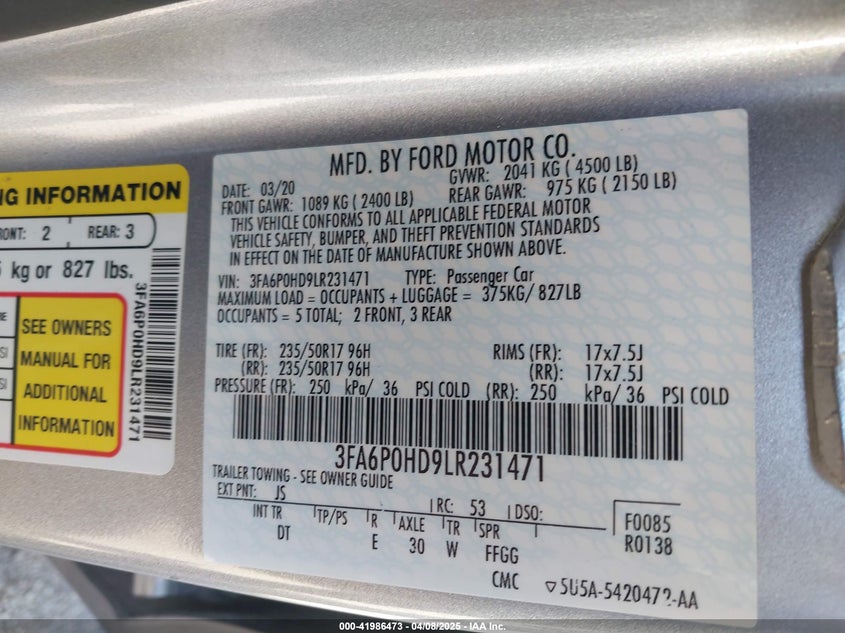 NG INFORMATION
RONT: 2 REAR: 3
kg or 827 lbs.
SEE OWNERS
MANUAL FOR
ADDITIONAL
INFORMATION
3FA6P0HD9LR231471
MFD. BY FORD MOTOR CO.
DATE: 03/20 GVWR: 2041 KG ( 4500 LB)
FRONT GAWR: 1089 KG ( 2400 LB) REAR GAWR: 975 KG ( 2150 LB)
THIS VEHICLE CONFORMS TO ALL APPLICABLE FEDERAL MOTOR
VEHICLE SAFETY, BUMPER, AND THEFT PREVENTION STANDARDS
IN EFFECT ON THE DATE OF MANUFACTURE SHOWN ABOVE.
VIN: 3FA6P0HD9LR231471 TYPE: Passenger Car
MAXIMUM LOAD = OCCUPANTS + LUGGAGE = 375KG/ 827LB
OCCUPANTS = 5 TOTAL; 2 FRONT, 3 REAR
TIRE (FR): 235/50R17 96H RIMS (FR): 17x7.5J
(RR): 235/50R17 96H (RR): 17x7.5J
PRESSURE (FR): 250 kPa/ 36 PSI COLD (RR): 250 kPa/ 36 PSI COLD
3FA6P0HD9LR231471
TRAILER TOWING - SEE OWNER GUIDE
EXT PNT: JS RC: 53 DSO:
INT TR TP/PS R AXLE TR SPR
DT E 30 W FFGG
F0085
R0138
CMC ▽5U5A-5420472-AA
000-41986473 - 04/08/2025 - IAA Inc.